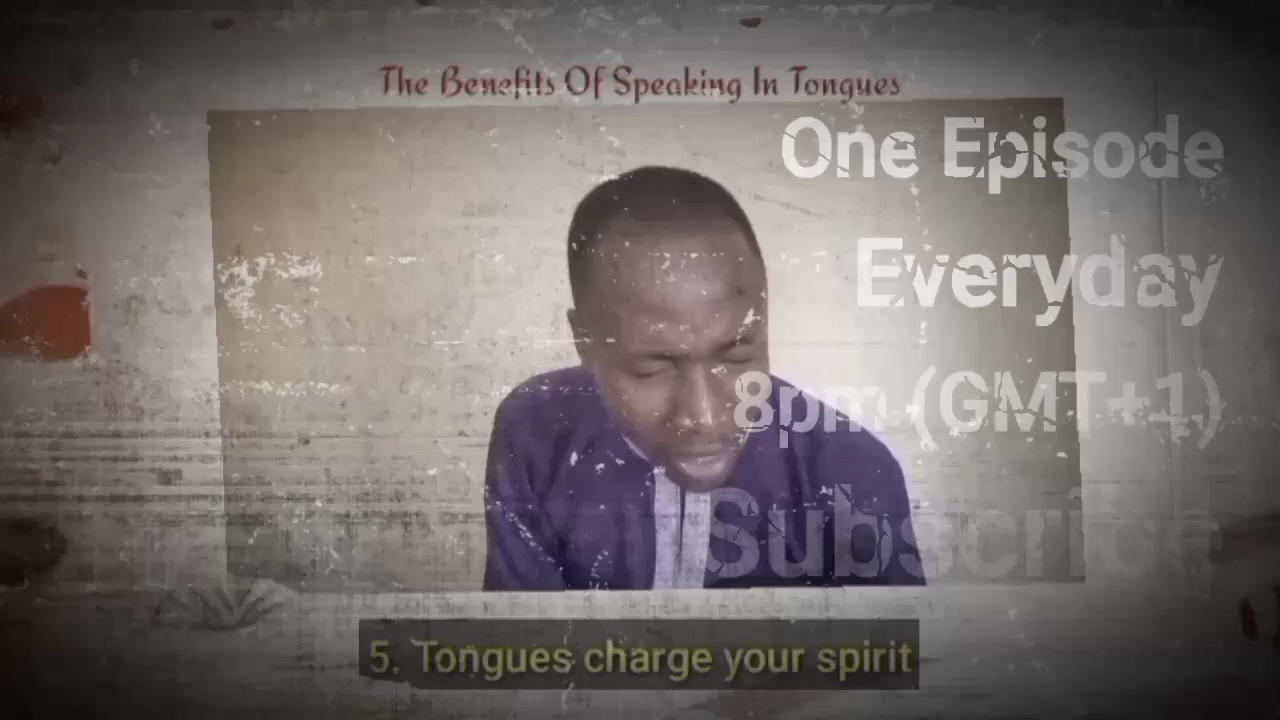 The Benefits Of Speaking In Tongues
One Episode
Everyday
8pm (GMT+1)
Subscribe
5. Tongues charge your spirit